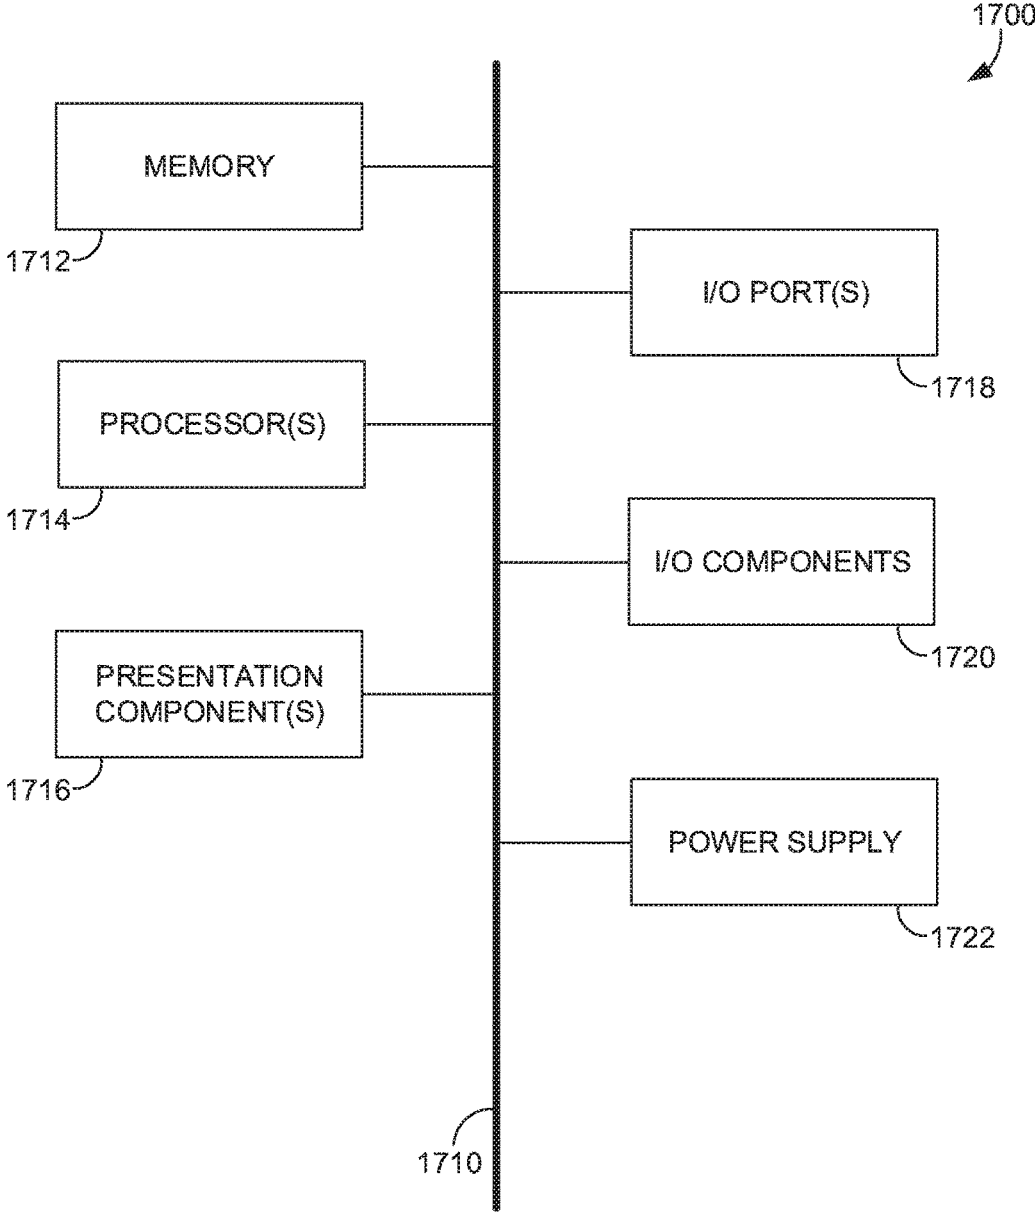 1700
MEMORY
1712
I/O PORT(S)
1718
PROCESSOR(S)
1714
I/O COMPONENTS
1720
PRESENTATION
COMPONENT(S)
1716
POWER SUPPLY
1722
1710